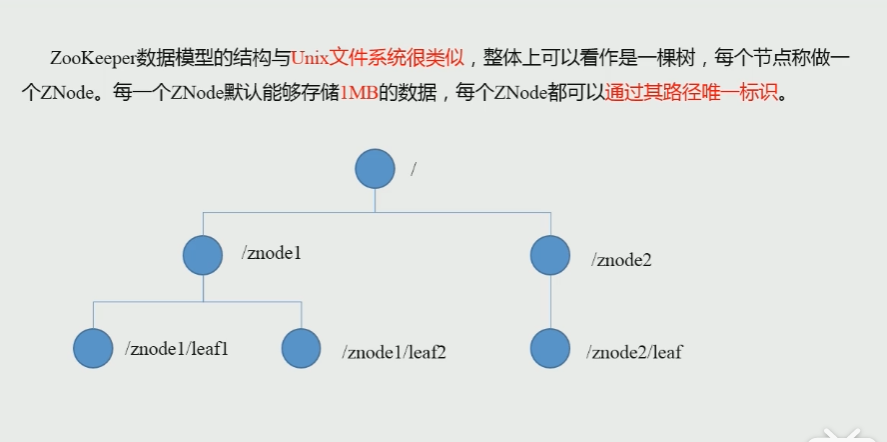 ZooKeeper数据模型的结构与Unix文件系统很类似，整体上可以看作是一棵树，每个节点称做一
个ZNode。每一个ZNode默认能够存储1MB的数据，每个ZNode都可以通过其路径唯一标识。
/
/znode1
/znode2
/znode1/leaf1
/znode1/leaf2
/znode2/leaf